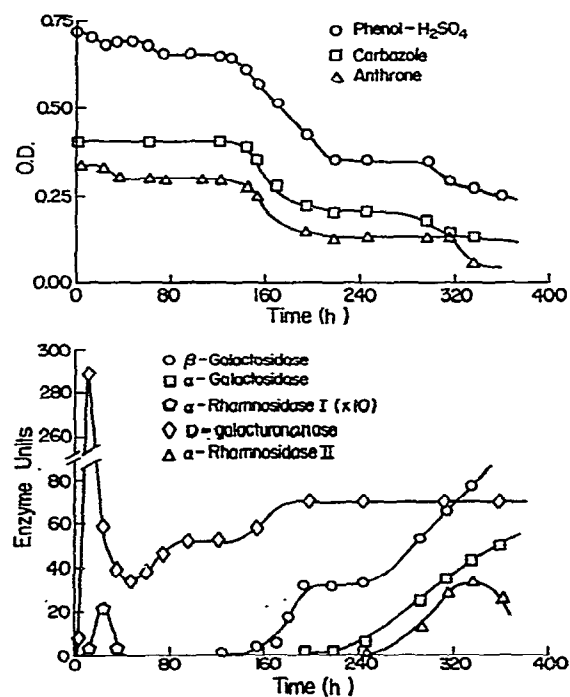 0.75
0.50
0.25
0.00
O.D.
○ Phenol-H₂SO₄
□ Carbazole
△ Anthrone
0 80 160 240 320 400
Time (h)
300
280
260
80
60
40
20
0
Enzyme Units
○ β-Galactosidase
□ α-Galactosidase
⬠ α-Rhamnosidase I (×10)
◇ D-galacturonanase
△ α-Rhamnosidase II
0 80 160 240 320 400
Time (h)